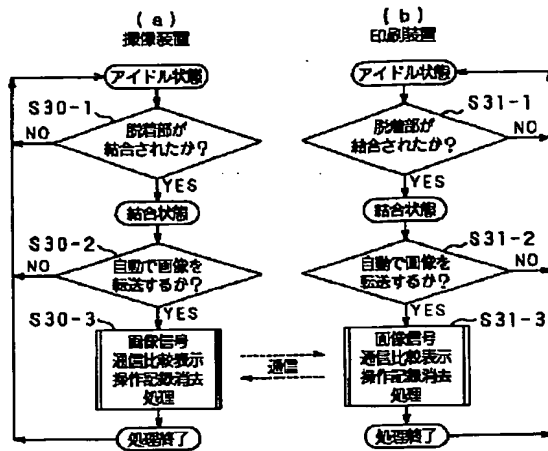 (a)
撮像装置
アイドル状態
S30-1
脱着部が
結合されたか?
NO
YES
結合状態
S30-2
自動で画像を
転送するか?
NO
YES
S30-3
画像信号
通信比較表示
操作記録消去
処理
処理終了
通信
(b)
印刷装置
アイドル状態
S31-1
脱着部が
結合されたか?
NO
YES
結合状態
S31-2
自動で画像を
転送するか?
NO
YES
S31-3
画像信号
通信比較表示
操作記録消去
処理
処理終了